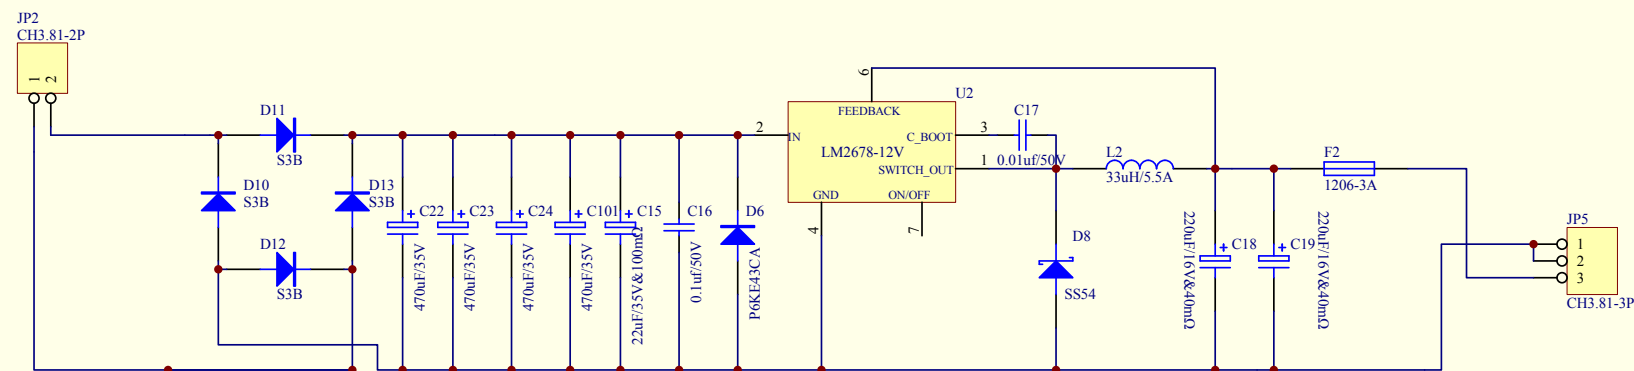 JP2
CH3.81-2P
1
2
D11
S3B
D10
S3B
D13
S3B
D12
S3B
+ C22
470uF/35V
+ C23
470uF/35V
+ C24
470uF/35V
+ C101
470uF/35V
+ C15
22uF/35V&100mΩ
C16
0.1uf/50V
D6
P6KE43CA
U2
6
FEEDBACK
2
IN
C_BOOT
3
LM2678-12V
SWITCH_OUT
1
GND
ON/OFF
4
7
C17
0.01uf/50V
L2
33uH/5.5A
D8
SS54
+ C18
220uF/16V&40mΩ
+ C19
220uF/16V&40mΩ
F2
1206-3A
JP5
1
2
3
CH3.81-3P